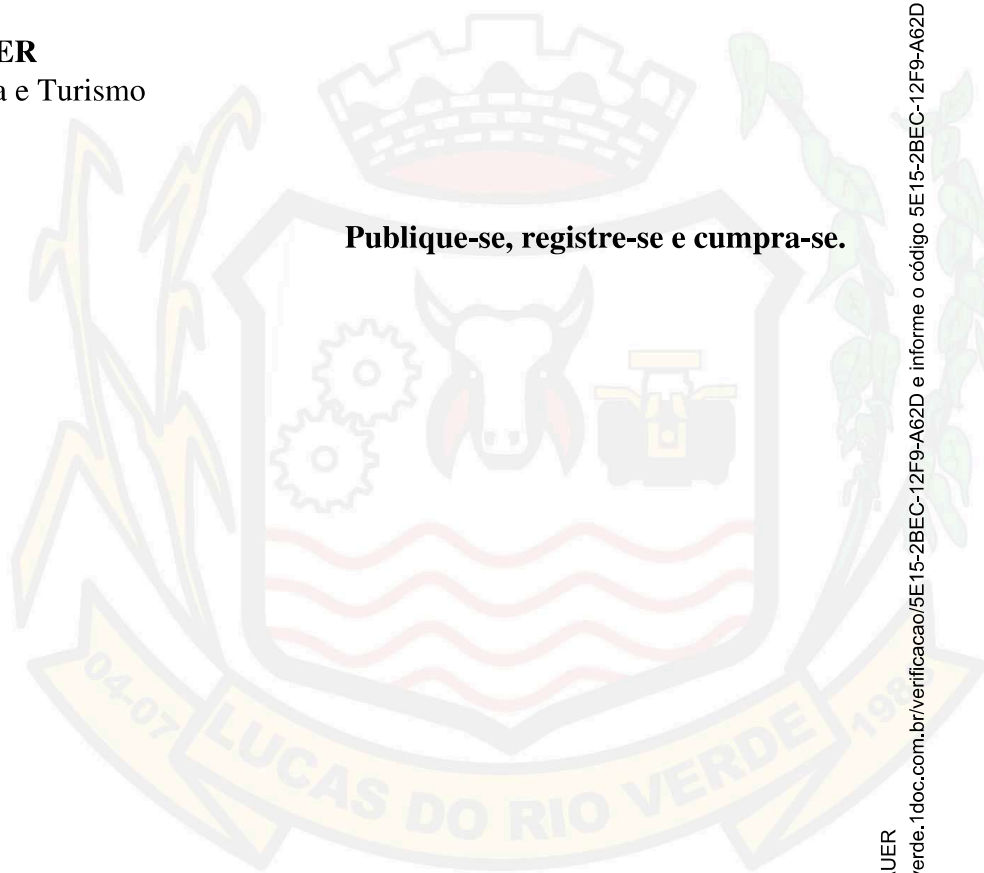 ER
a e Turismo
Publique-se, registre-se e cumpra-se.
04-07
LUCAS DO RIO VERDE
1988
UER
erde.1doc.com.br/verificacao/5E15-2BEC-12F9-A62D e informe o código 5E15-2BEC-12F9-A62D